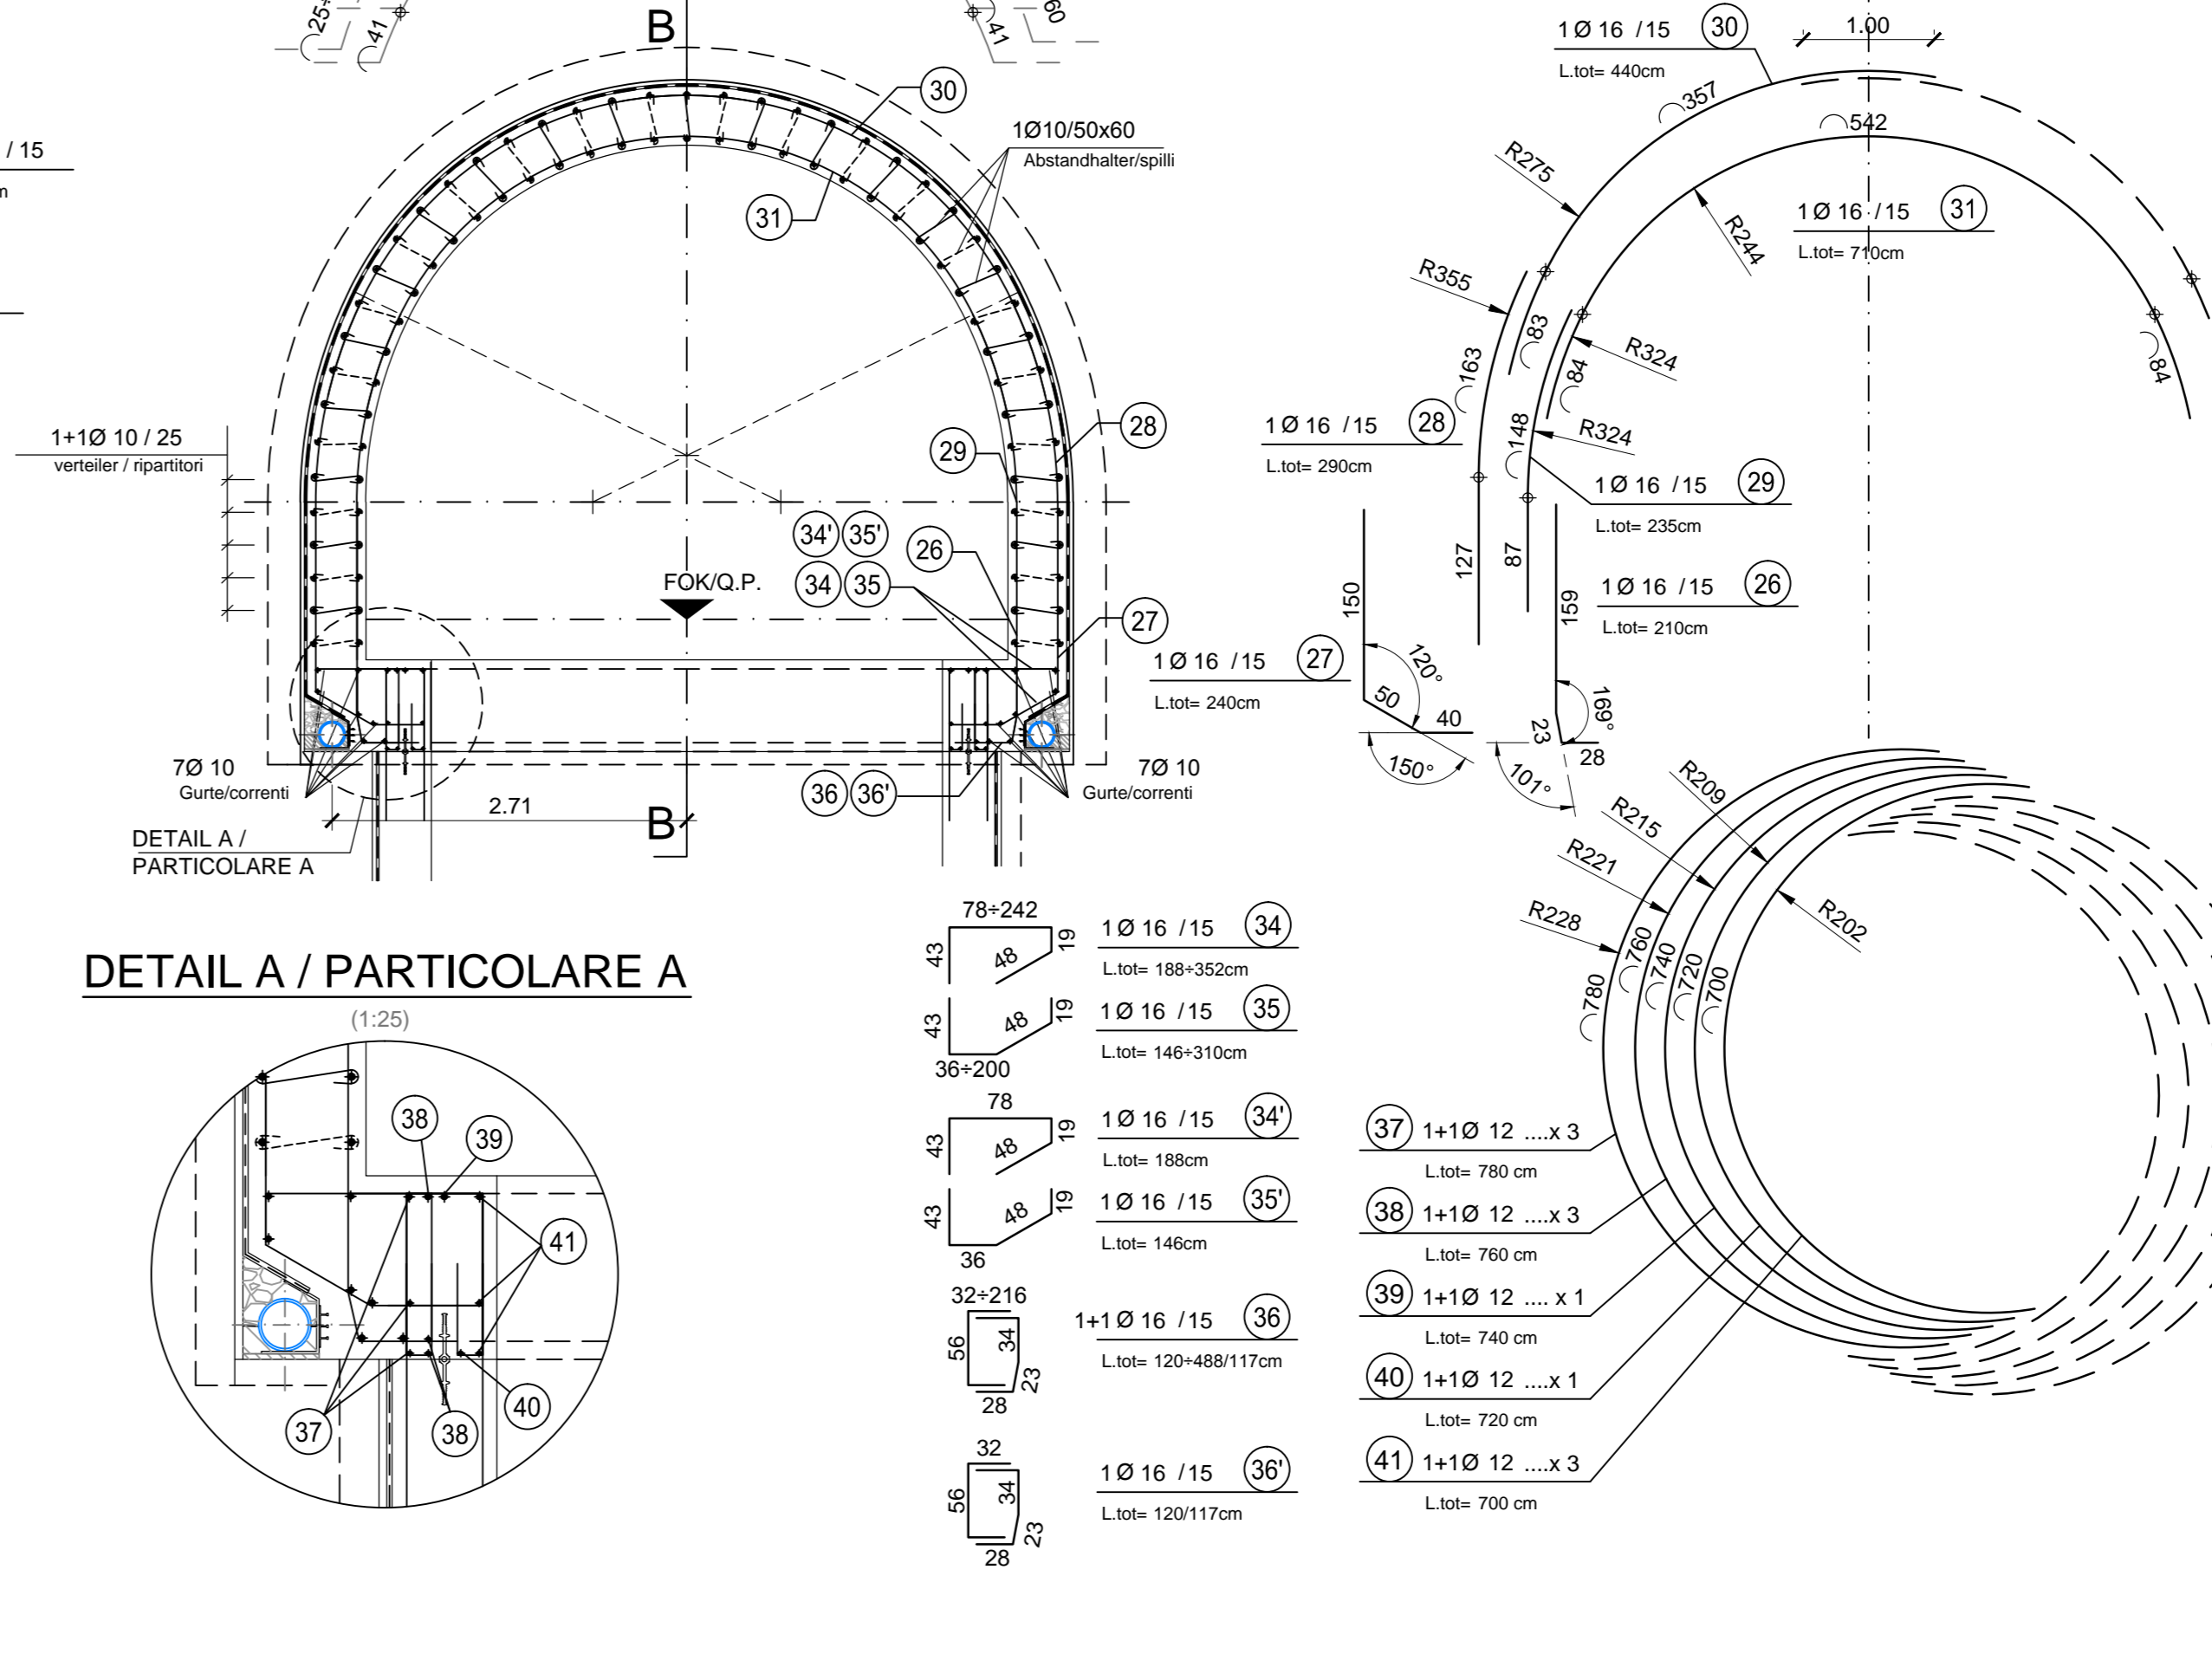 25÷
41
B
41
60
/ 15
m
30
1Ø10/50x60
Abstandhalter/spilli
31
28
29
1+1Ø 10 / 25
verteiler / ripartitori
34' 35'
34 35
26
FOK/Q.P.
27
7Ø 10
Gurte/correnti
36 36'
7Ø 10
Gurte/correnti
2.71
B
DETAIL A /
PARTICOLARE A
1Ø 16 /15 30
L.tot= 440cm
1.00
357
542
R275
R244
1Ø 16 /15 31
L.tot= 710cm
R355
83
R324
84
84
163
148
R324
1Ø 16 /15 28
L.tot= 290cm
1Ø 16 /15 29
L.tot= 235cm
127
87
150
159
1Ø 16 /15 26
L.tot= 210cm
1Ø 16 /15 27
L.tot= 240cm
120°
50
40
150°
169°
23
28
101°
R209
R215
R221
R228
R202
780
760
740
720
700
DETAIL A / PARTICOLARE A
(1:25)
38
39
41
37
38
40
78÷242
43
48
19
1Ø 16 /15 34
L.tot= 188÷352cm
43
48
19
36÷200
1Ø 16 /15 35
L.tot= 146÷310cm
78
43
48
19
1Ø 16 /15 34'
L.tot= 188cm
43
48
19
36
1Ø 16 /15 35'
L.tot= 146cm
32÷216
56
34
23
28
1+1Ø 16 /15 36
L.tot= 120÷488/117cm
32
56
34
23
28
1Ø 16 /15 36'
L.tot= 120/117cm
37 1+1Ø 12 ....x 3
L.tot= 780 cm
38 1+1Ø 12 ....x 3
L.tot= 760 cm
39 1+1Ø 12 .... x 1
L.tot= 740 cm
40 1+1Ø 12 ....x 1
L.tot= 720 cm
41 1+1Ø 12 ....x 3
L.tot= 700 cm